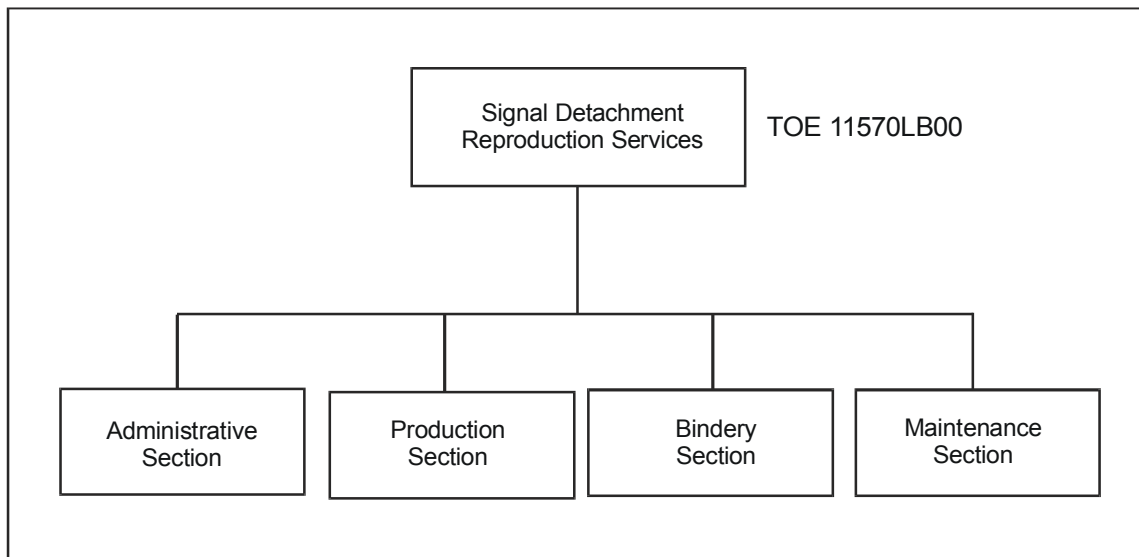 Signal Detachment
Reproduction Services
TOE 11570LB00
Administrative
Section
Production
Section
Bindery
Section
Maintenance
Section